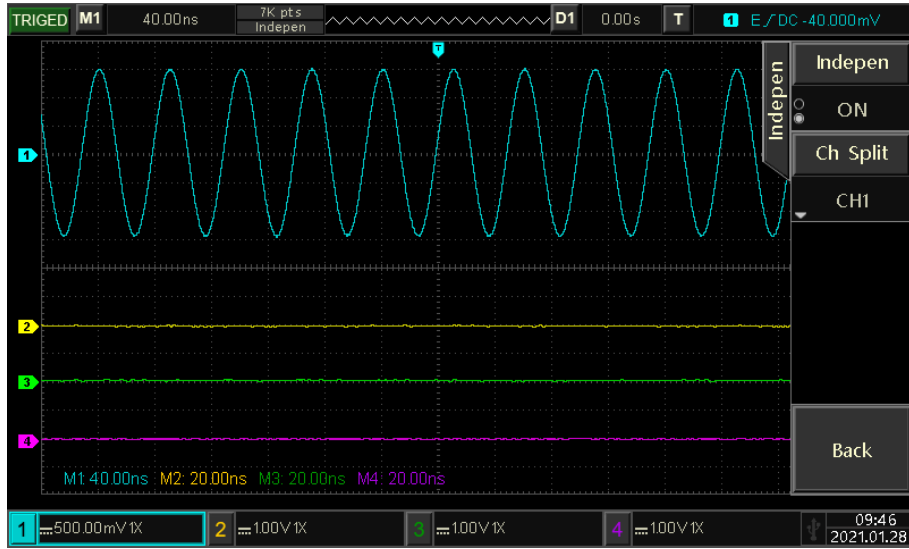 TRIGED M1 40.00ns 7K pts D1 0.00s T 1 E DC -40.000mV
Indepen
T
Indepen
Indepen
ON
Ch Split
CH1
1
2
3
4
Back
M1: 40.00ns M2: 20.00ns M3: 20.00ns M4: 20.00ns
1 500.00mV 1X 2 1.00V 1X 3 1.00V 1X 4 1.00V 1X
09:46
2021.01.28